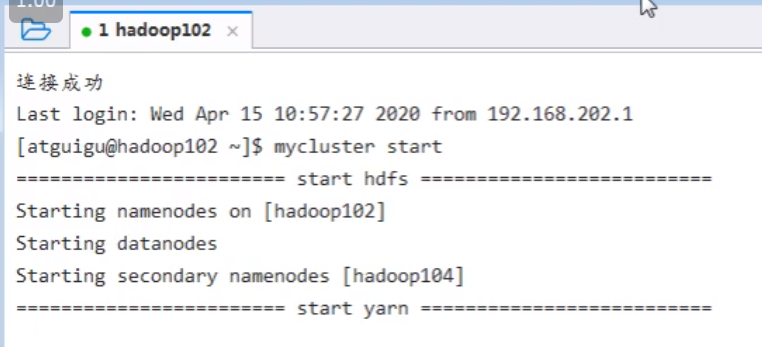 1.00
1 hadoop102 ×
连接成功
Last login: Wed Apr 15 10:57:27 2020 from 192.168.202.1
[atguigu@hadoop102 ~]$ mycluster start
======================== start hdfs ==========================
Starting namenodes on [hadoop102]
Starting datanodes
Starting secondary namenodes [hadoop104]
======================== start yarn ==========================